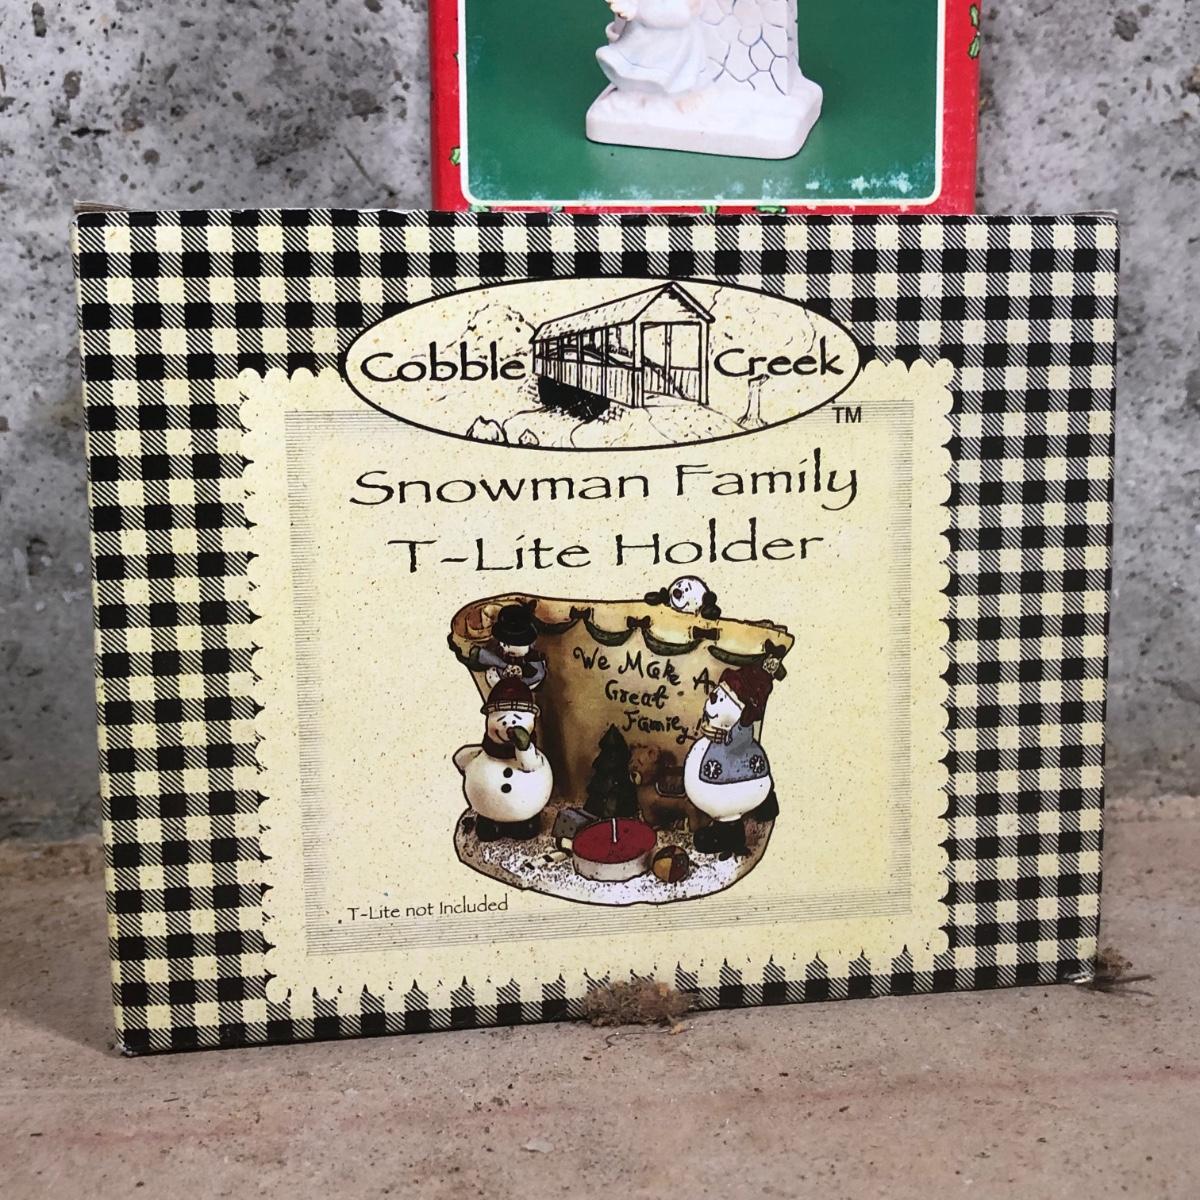 Cobble Creek
TM
Snowman Family
T-Lite Holder
We Make A
Great
Family!
T-Lite not Included